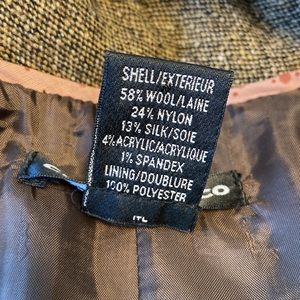 SHELL/EXTERIEUR
58% WOOL/LAINE
24% NYLON
13% SILK/SOIE
4% ACRYLIC/ACRYLIQUE
1% SPANDEX
LINING/DOUBLURE
100% POLYESTER